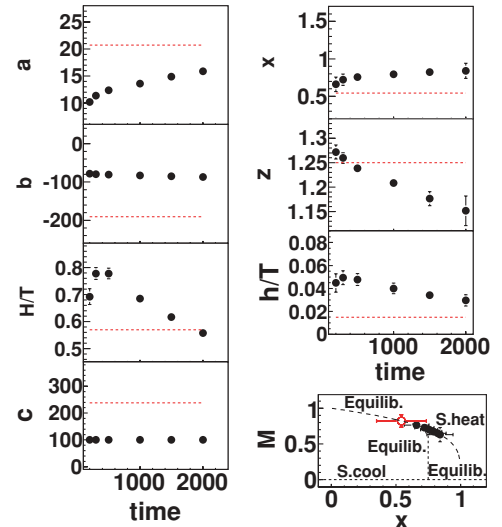 a
25
20
15
10
b
0
-100
-200
H/T
0.8
0.7
0.6
0.5
c
300
200
100
0
1000
2000
time
x
1.5
1
0.5
0
z
1.3
1.25
1.2
1.15
h/T
0.06
0.04
0.02
0
1000
2000
time
M
1
0.5
0
Equilib.
S.heat
Equilib.
S.cool
Equilib.
0
0.5
1
x